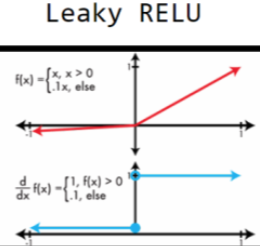 Leaky RELU
f(x) = {x, x > 0
.1x, else
1
-1
1
d/dx f(x) = {1, f(x) > 0
.1, else
1
-1
1